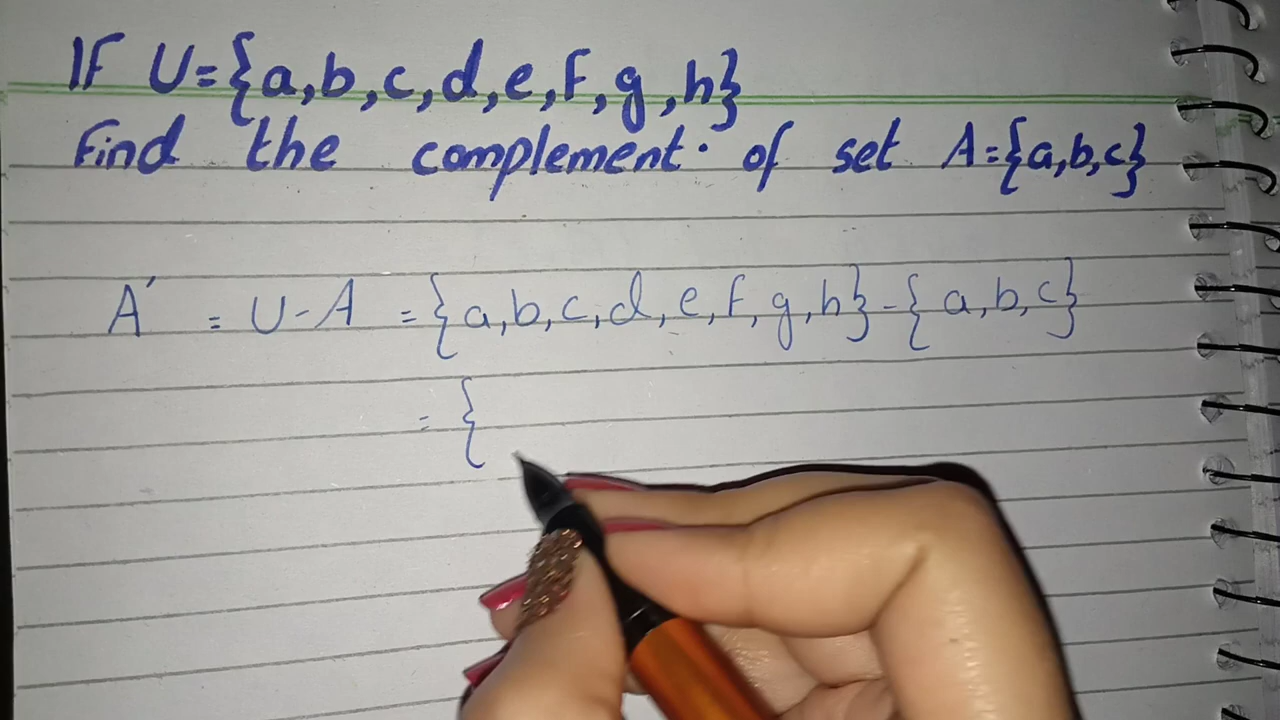 IF U={a,b,c,d,e,f,g,h}
Find the complement. of set A={a,b,c}
A' = U-A = {a,b,c,d,e,f,g,h}-{a,b,c}
= {